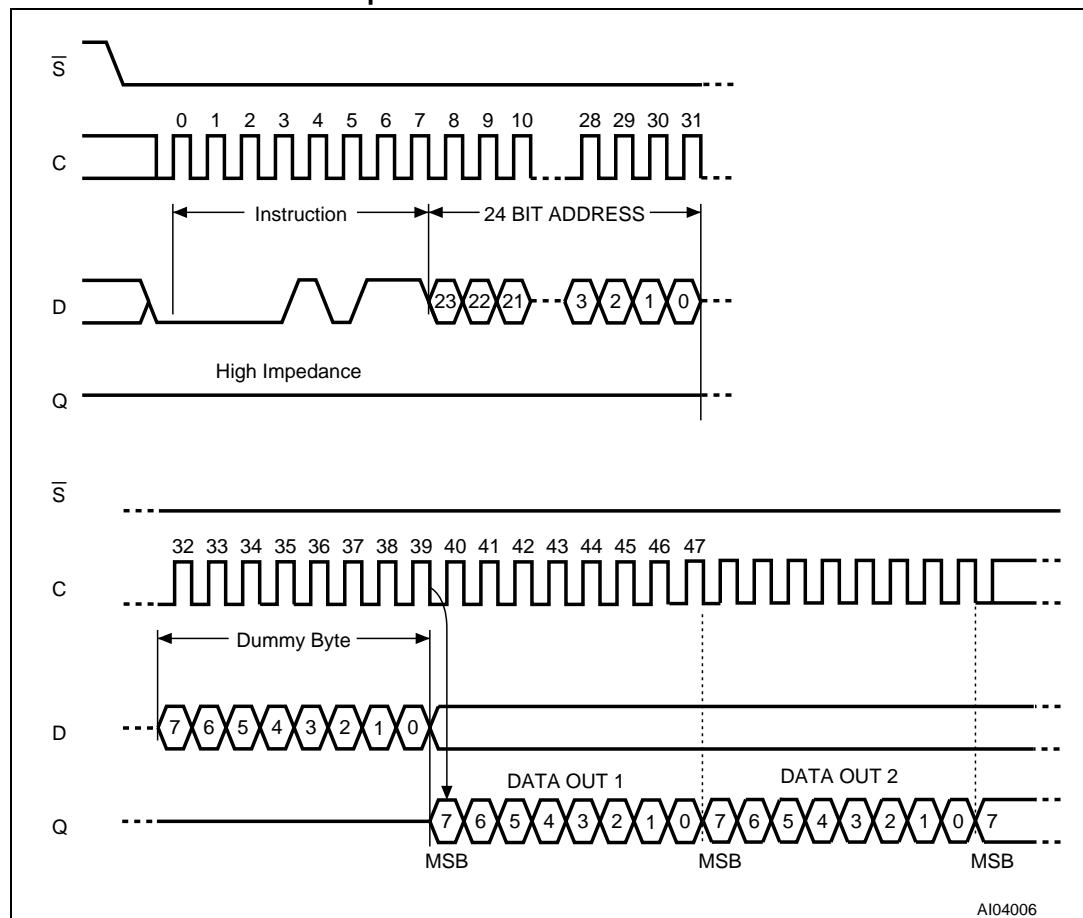 S
0 1 2 3 4 5 6 7 8 9 10 28 29 30 31
C
Instruction 24 BIT ADDRESS
D 23 22 21 3 2 1 0
High Impedance
Q
S
32 33 34 35 36 37 38 39 40 41 42 43 44 45 46 47
C
Dummy Byte
D 7 6 5 4 3 2 1 0
DATA OUT 1 DATA OUT 2
Q 7 6 5 4 3 2 1 0 7 6 5 4 3 2 1 0 7
MSB MSB MSB
AI04006